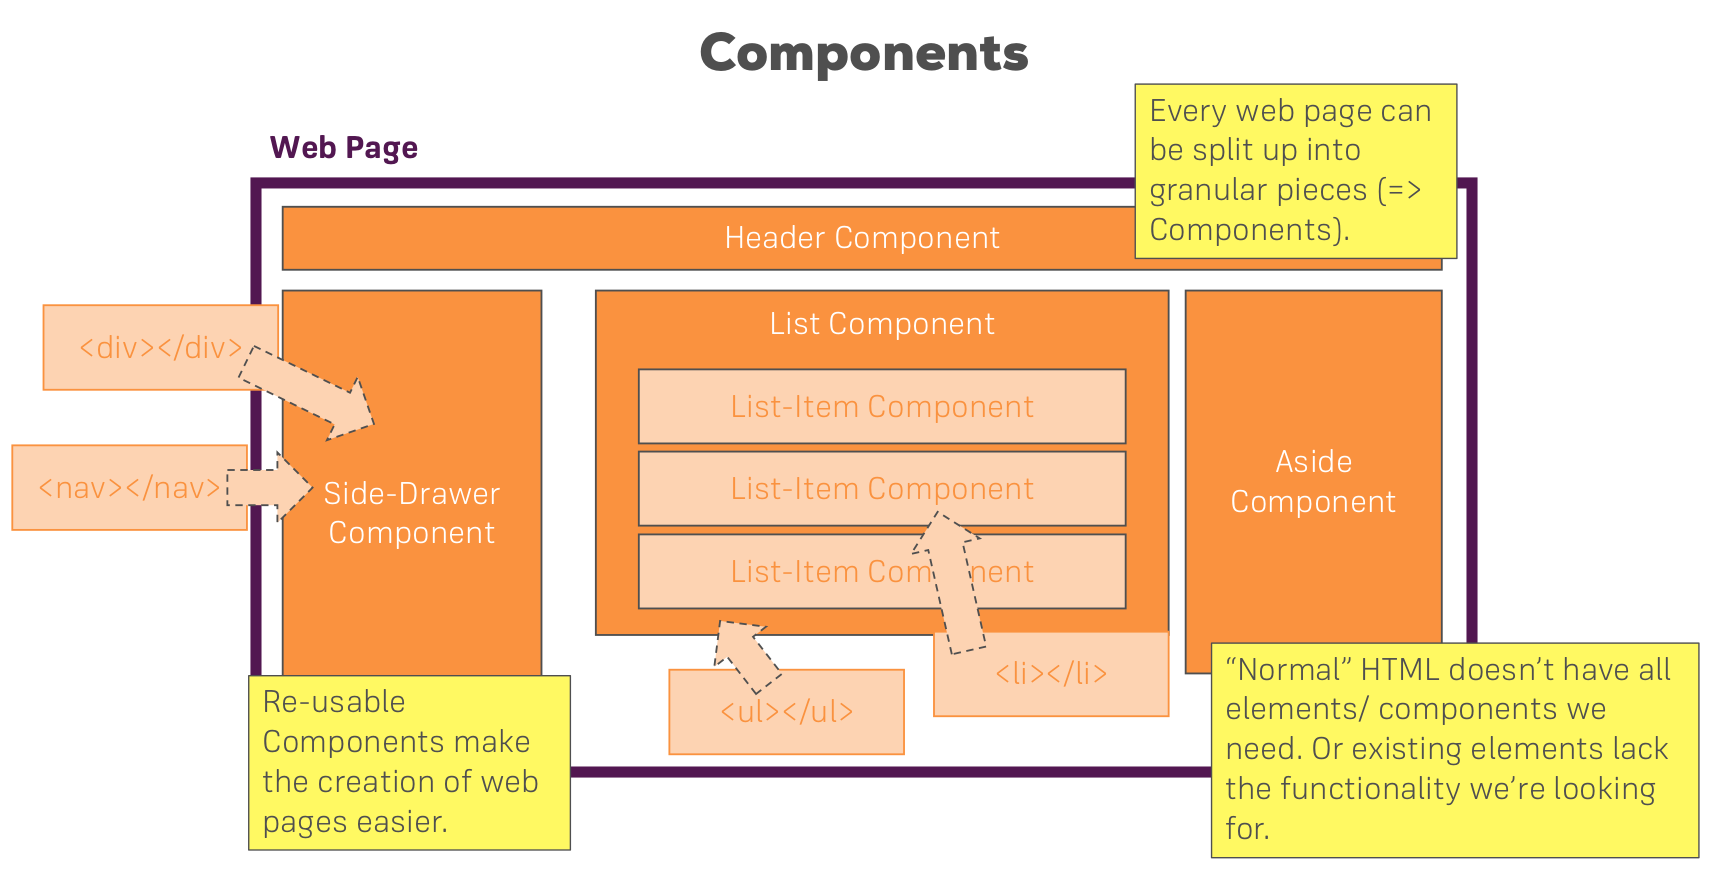 Components
Every web page can
be split up into
granular pieces (=>
Components).
Web Page
Header Component
<div></div>
<nav></nav>
Side-Drawer
Component
List Component
List-Item Component
List-Item Component
List-Item Component
<ul></ul>
<li></li>
Aside
Component
Re-usable
Components make
the creation of web
pages easier.
“Normal” HTML doesn’t have all
elements/ components we
need. Or existing elements lack
the functionality we’re looking
for.